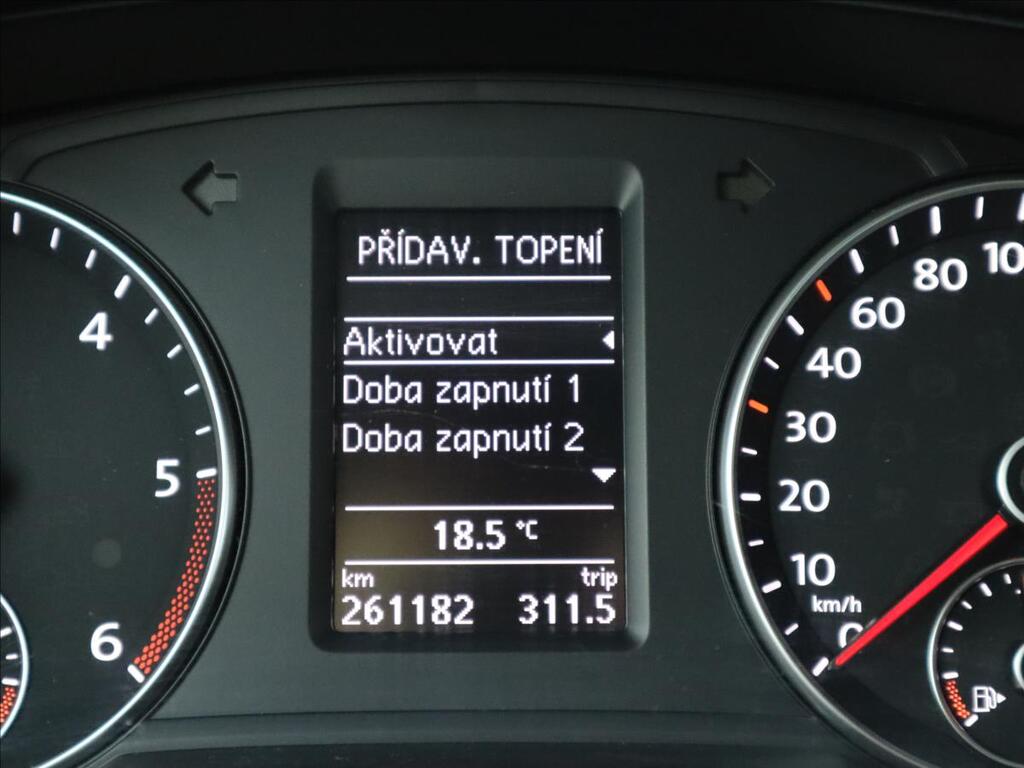 PŘÍDAV. TOPENÍ
Aktivovat
Doba zapnutí 1
Doba zapnutí 2
18.5 °C
km trip
261182 311.5
4
5
6
0
10
20
30
40
60
80
km/h